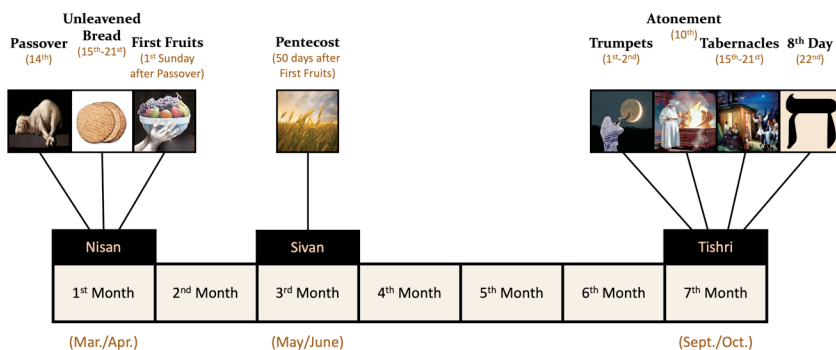 Passover
(14th)
Unleavened
Bread
(15th-21st)
First Fruits
(1st Sunday
after Passover)
Pentecost
(50 days after
First Fruits)
Trumpets
(1st-2nd)
Atonement
(10th)
Tabernacles
(15th-21st)
8th Day
(22nd)
ה
Nisan
Sivan
Tishri
1st Month
2nd Month
3rd Month
4th Month
5th Month
6th Month
7th Month
(Mar./Apr.)
(May/June)
(Sept./Oct.)